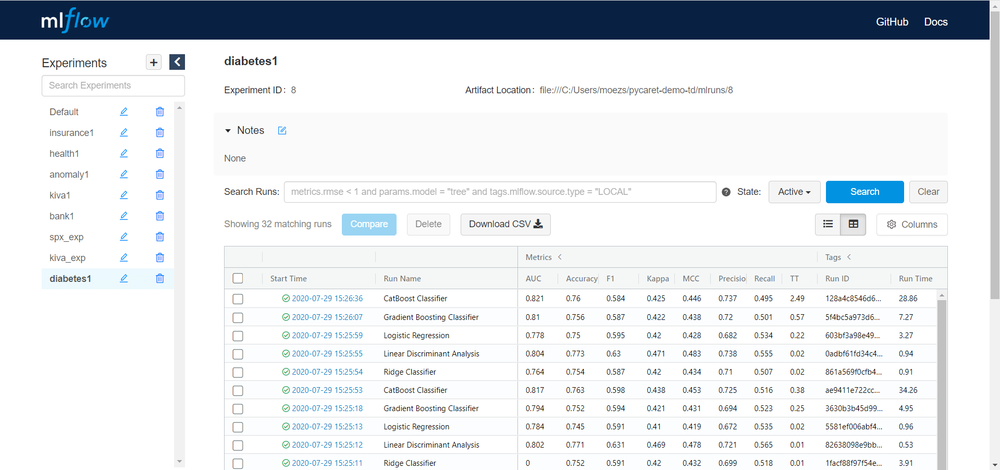 mlflow
GitHub Docs
Experiments
Search Experiments
Default
insurance1
health1
anomaly1
kiva1
bank1
spx_exp
kiva_exp
diabetes1
diabetes1
Experiment ID: 8 Artifact Location: file:///C:/Users/moezs/pycaret-demo-td/mlruns/8
Notes
None
Search Runs: metrics.rmse < 1 and params.model = "tree" and tags.mlflow.source.type = "LOCAL" ? State: Active Search Clear
Showing 32 matching runs Compare Delete Download CSV Columns
Metrics < Tags <
Start Time Run Name AUC Accuracy F1 Kappa MCC Precisio Recall TT Run ID Run Time
2020-07-29 15:26:36 CatBoost Classifier 0.821 0.76 0.584 0.425 0.446 0.737 0.495 2.49 128a4c8546d6... 28.86
2020-07-29 15:26:07 Gradient Boosting Classifier 0.81 0.756 0.587 0.422 0.438 0.72 0.501 0.57 5f4bc5a973d6... 7.27
2020-07-29 15:25:59 Logistic Regression 0.778 0.75 0.595 0.42 0.428 0.682 0.534 0.22 603bf3a98e49... 3.27
2020-07-29 15:25:55 Linear Discriminant Analysis 0.804 0.773 0.63 0.471 0.483 0.738 0.555 0.02 0adbf61fd34c4... 0.94
2020-07-29 15:25:54 Ridge Classifier 0.764 0.754 0.587 0.42 0.434 0.71 0.507 0.02 861a569f0cfb4... 0.91
2020-07-29 15:25:53 CatBoost Classifier 0.817 0.763 0.598 0.438 0.453 0.725 0.516 0.38 ae9411e722cc... 34.26
2020-07-29 15:25:18 Gradient Boosting Classifier 0.794 0.752 0.594 0.421 0.431 0.694 0.523 0.25 3630b3b45d99... 4.95
2020-07-29 15:25:13 Logistic Regression 0.784 0.745 0.591 0.41 0.419 0.672 0.535 0.02 5581ef006abf4... 0.96
2020-07-29 15:25:12 Linear Discriminant Analysis 0.802 0.771 0.631 0.469 0.478 0.721 0.565 0.01 82638098e9bb... 0.53
2020-07-29 15:25:11 Ridge Classifier 0 0.752 0.591 0.42 0.432 0.699 0.518 0.01 1facf88f97f54e... 3.91